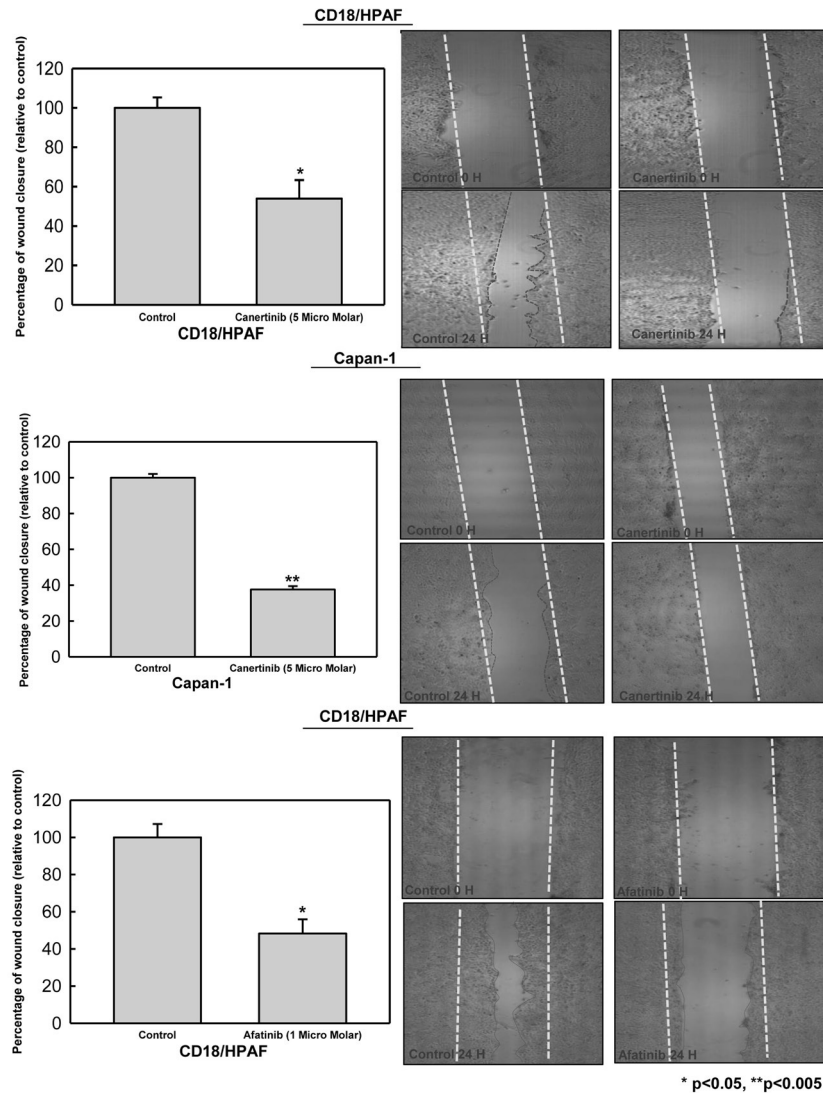 CD18/HPAF
Percentage of wound closure (relative to control)
120
100
80
60
40
20
0
*
Control
Canertinib (5 Micro Molar)
CD18/HPAF
Control 0 H
Canertinib 0 H
Control 24 H
Canertinib 24 H
Capan-1
Percentage of wound closure (relative to control)
120
100
80
60
40
20
0
**
Control
Canertinib (5 Micro Molar)
Capan-1
Control 0 H
Canertinib 0 H
Control 24 H
Canertinib 24 H
CD18/HPAF
Percentage of wound closure (relative to control)
120
100
80
60
40
20
0
*
Control
Afatinib (1 Micro Molar)
CD18/HPAF
Control 0 H
Afatinib 0 H
Control 24 H
Afatinib 24 H
* p<0.05, **p<0.005